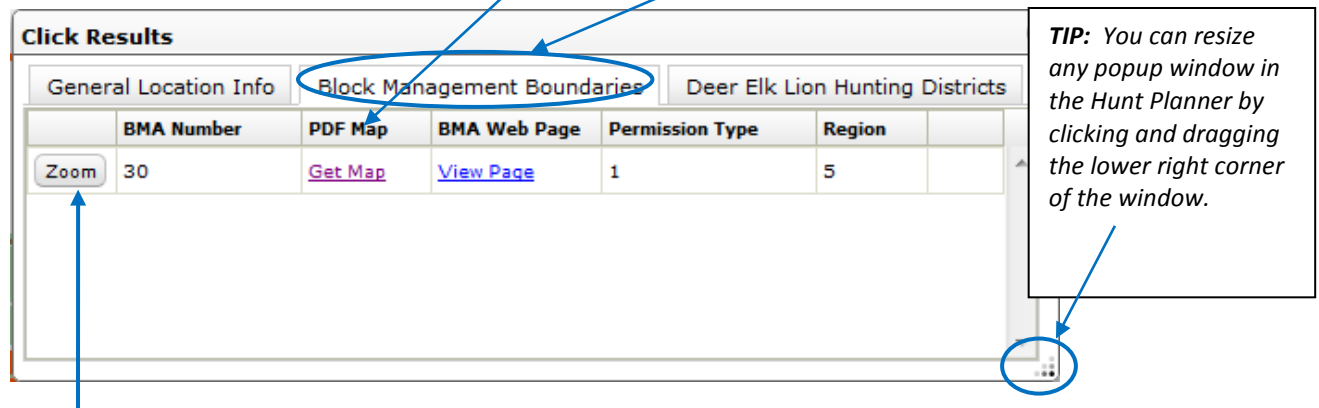 Click Results
General Location Info Block Management Boundaries Deer Elk Lion Hunting Districts
BMA Number PDF Map BMA Web Page Permission Type Region
Zoom 30 Get Map View Page 1 5
TIP: You can resize
any popup window in
the Hunt Planner by
clicking and dragging
the lower right corner
of the window.